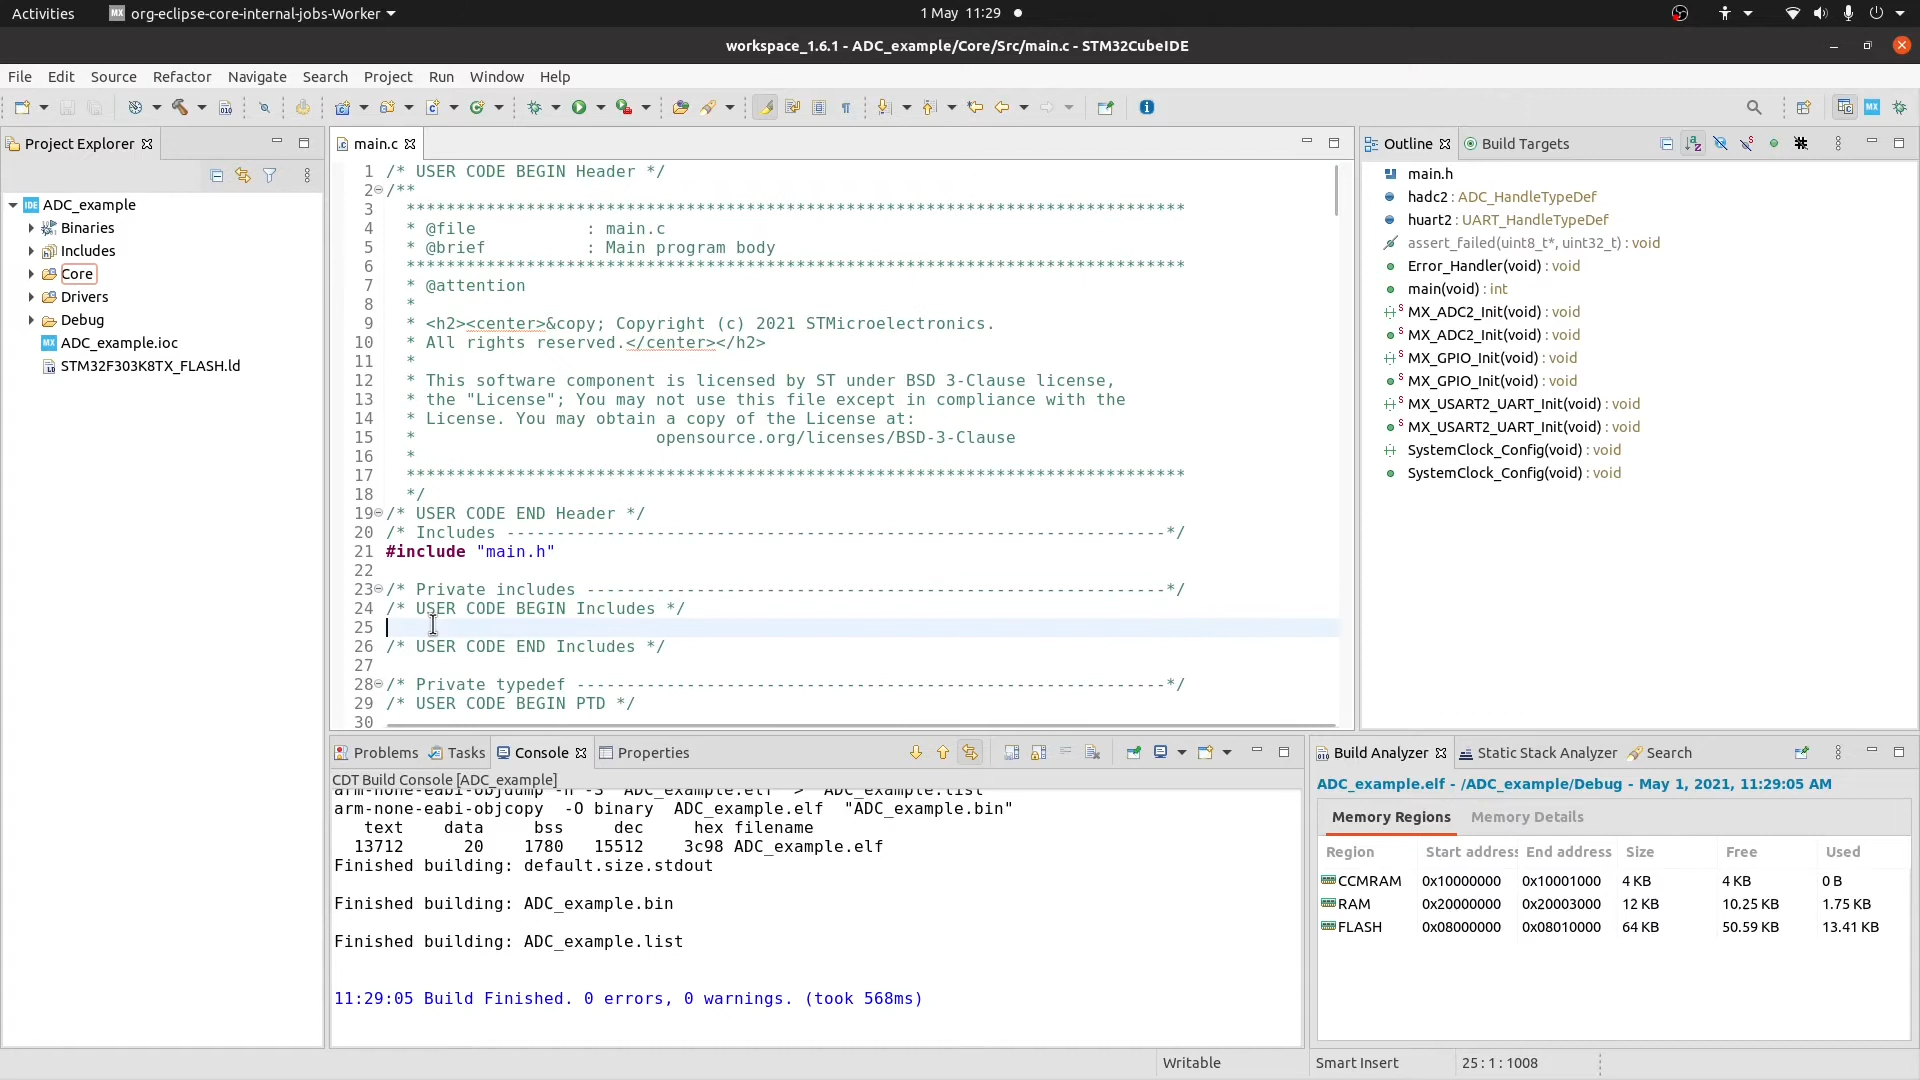 Activities org-eclipse-core-internal-jobs-Worker 1 May 11:29
workspace_1.6.1 - ADC_example/Core/Src/main.c - STM32CubeIDE
File Edit Source Refactor Navigate Search Project Run Window Help
Project Explorer
ADC_example
Binaries
Includes
Core
Drivers
Debug
ADC_example.ioc
STM32F303K8TX_FLASH.ld
main.c
1 /* USER CODE BEGIN Header */
2 /**
3 ******************************************************************************
4 * @file : main.c
5 * @brief : Main program body
6 ******************************************************************************
7 * @attention
8 *
9 * <h2><center>&copy; Copyright (c) 2021 STMicroelectronics.
10 * All rights reserved.</center></h2>
11 *
12 * This software component is licensed by ST under BSD 3-Clause license,
13 * the "License"; You may not use this file except in compliance with the
14 * License. You may obtain a copy of the License at:
15 * opensource.org/licenses/BSD-3-Clause
16 *
17 ******************************************************************************
18 */
19 /* USER CODE END Header */
20 /* Includes ------------------------------------------------------------------*/
21 #include "main.h"
22
23 /* Private includes ----------------------------------------------------------*/
24 /* USER CODE BEGIN Includes */
25
26 /* USER CODE END Includes */
27
28 /* Private typedef -----------------------------------------------------------*/
29 /* USER CODE BEGIN PTD */
30
Outline Build Targets
main.h
hadc2 : ADC_HandleTypeDef
huart2 : UART_HandleTypeDef
assert_failed(uint8_t*, uint32_t) : void
Error_Handler(void) : void
main(void) : int
MX_ADC2_Init(void) : void
MX_ADC2_Init(void) : void
MX_GPIO_Init(void) : void
MX_GPIO_Init(void) : void
MX_USART2_UART_Init(void) : void
MX_USART2_UART_Init(void) : void
SystemClock_Config(void) : void
SystemClock_Config(void) : void
Problems Tasks Console Properties
CDT Build Console [ADC_example]
arm-none-eabi-objdump -h -S ADC_example.elf > "ADC_example.list"
arm-none-eabi-objcopy -O binary ADC_example.elf "ADC_example.bin"
text data bss dec hex filename
13712 20 1780 15512 3c98 ADC_example.elf
Finished building: default.size.stdout
Finished building: ADC_example.bin
Finished building: ADC_example.list
11:29:05 Build Finished. 0 errors, 0 warnings. (took 568ms)
Build Analyzer Static Stack Analyzer Search
ADC_example.elf - /ADC_example/Debug - May 1, 2021, 11:29:05 AM
Memory Regions Memory Details
Region Start address End address Size Free Used
CCMRAM 0x10000000 0x10001000 4 KB 4 KB 0 B
RAM 0x20000000 0x20003000 12 KB 10.25 KB 1.75 KB
FLASH 0x08000000 0x08010000 64 KB 50.59 KB 13.41 KB
Writable Smart Insert 25 : 1 : 1008